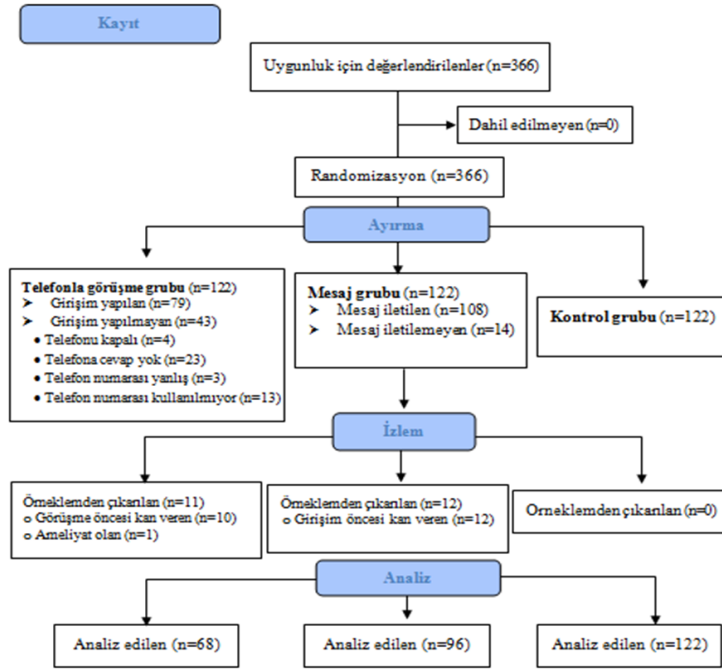 Kayıt
Uygunluk için değerlendirilenler (n=366)
Dahil edilmeyen (n=0)
Randomizasyon (n=366)
Ayırma
Telefonla görüşme grubu (n=122)
➤ Girişim yapılan (n=79)
➤ Girişim yapılmayan (n=43)
• Telefonu kapalı (n=4)
• Telefona cevap yok (n=23)
• Telefon numarası yanlış (n=3)
• Telefon numarası kullanılmıyor (n=13)
Mesaj grubu (n=122)
➤ Mesaj iletilen (n=108)
➤ Mesaj iletilemeyen (n=14)
Kontrol grubu (n=122)
İzlem
Örneklemden çıkarılan (n=11)
o Görüşme öncesi kan veren (n=10)
o Ameliyat olan (n=1)
Örneklemden çıkarılan (n=12)
o Girişim öncesi kan veren (n=12)
Orneklemden çıkarılan (n=0)
Analiz
Analiz edilen (n=68)
Analiz edilen (n=96)
Analiz edilen (n=122)